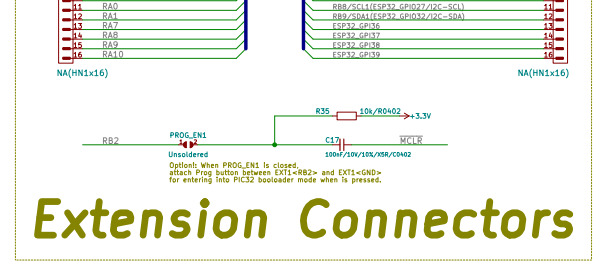 11 RA0 RB8/SCL1(ESP32_GPIO27/I2C-SCL) 11
12 RA1 RB9/SDA1(ESP32_GPIO32/I2C-SDA) 12
13 RA7 ESP32_GPI36 13
14 RA8 ESP32_GPI37 14
15 RA9 ESP32_GPI38 15
16 RA10 ESP32_GPI39 16
NA(HN1x16) NA(HN1x16)
R35 10k/R0402
+3.3V
RB2 PROG_EN1 C17 MCLR
1 2
Unsoldered 100nF/10V/10%/X5R/C0402
Option!: When PROG_EN1 is closed,
attach Prog button between EXT1<RB2> and EXT1<GND>
for entering into PIC32 booloader mode when is pressed.
Extension Connectors